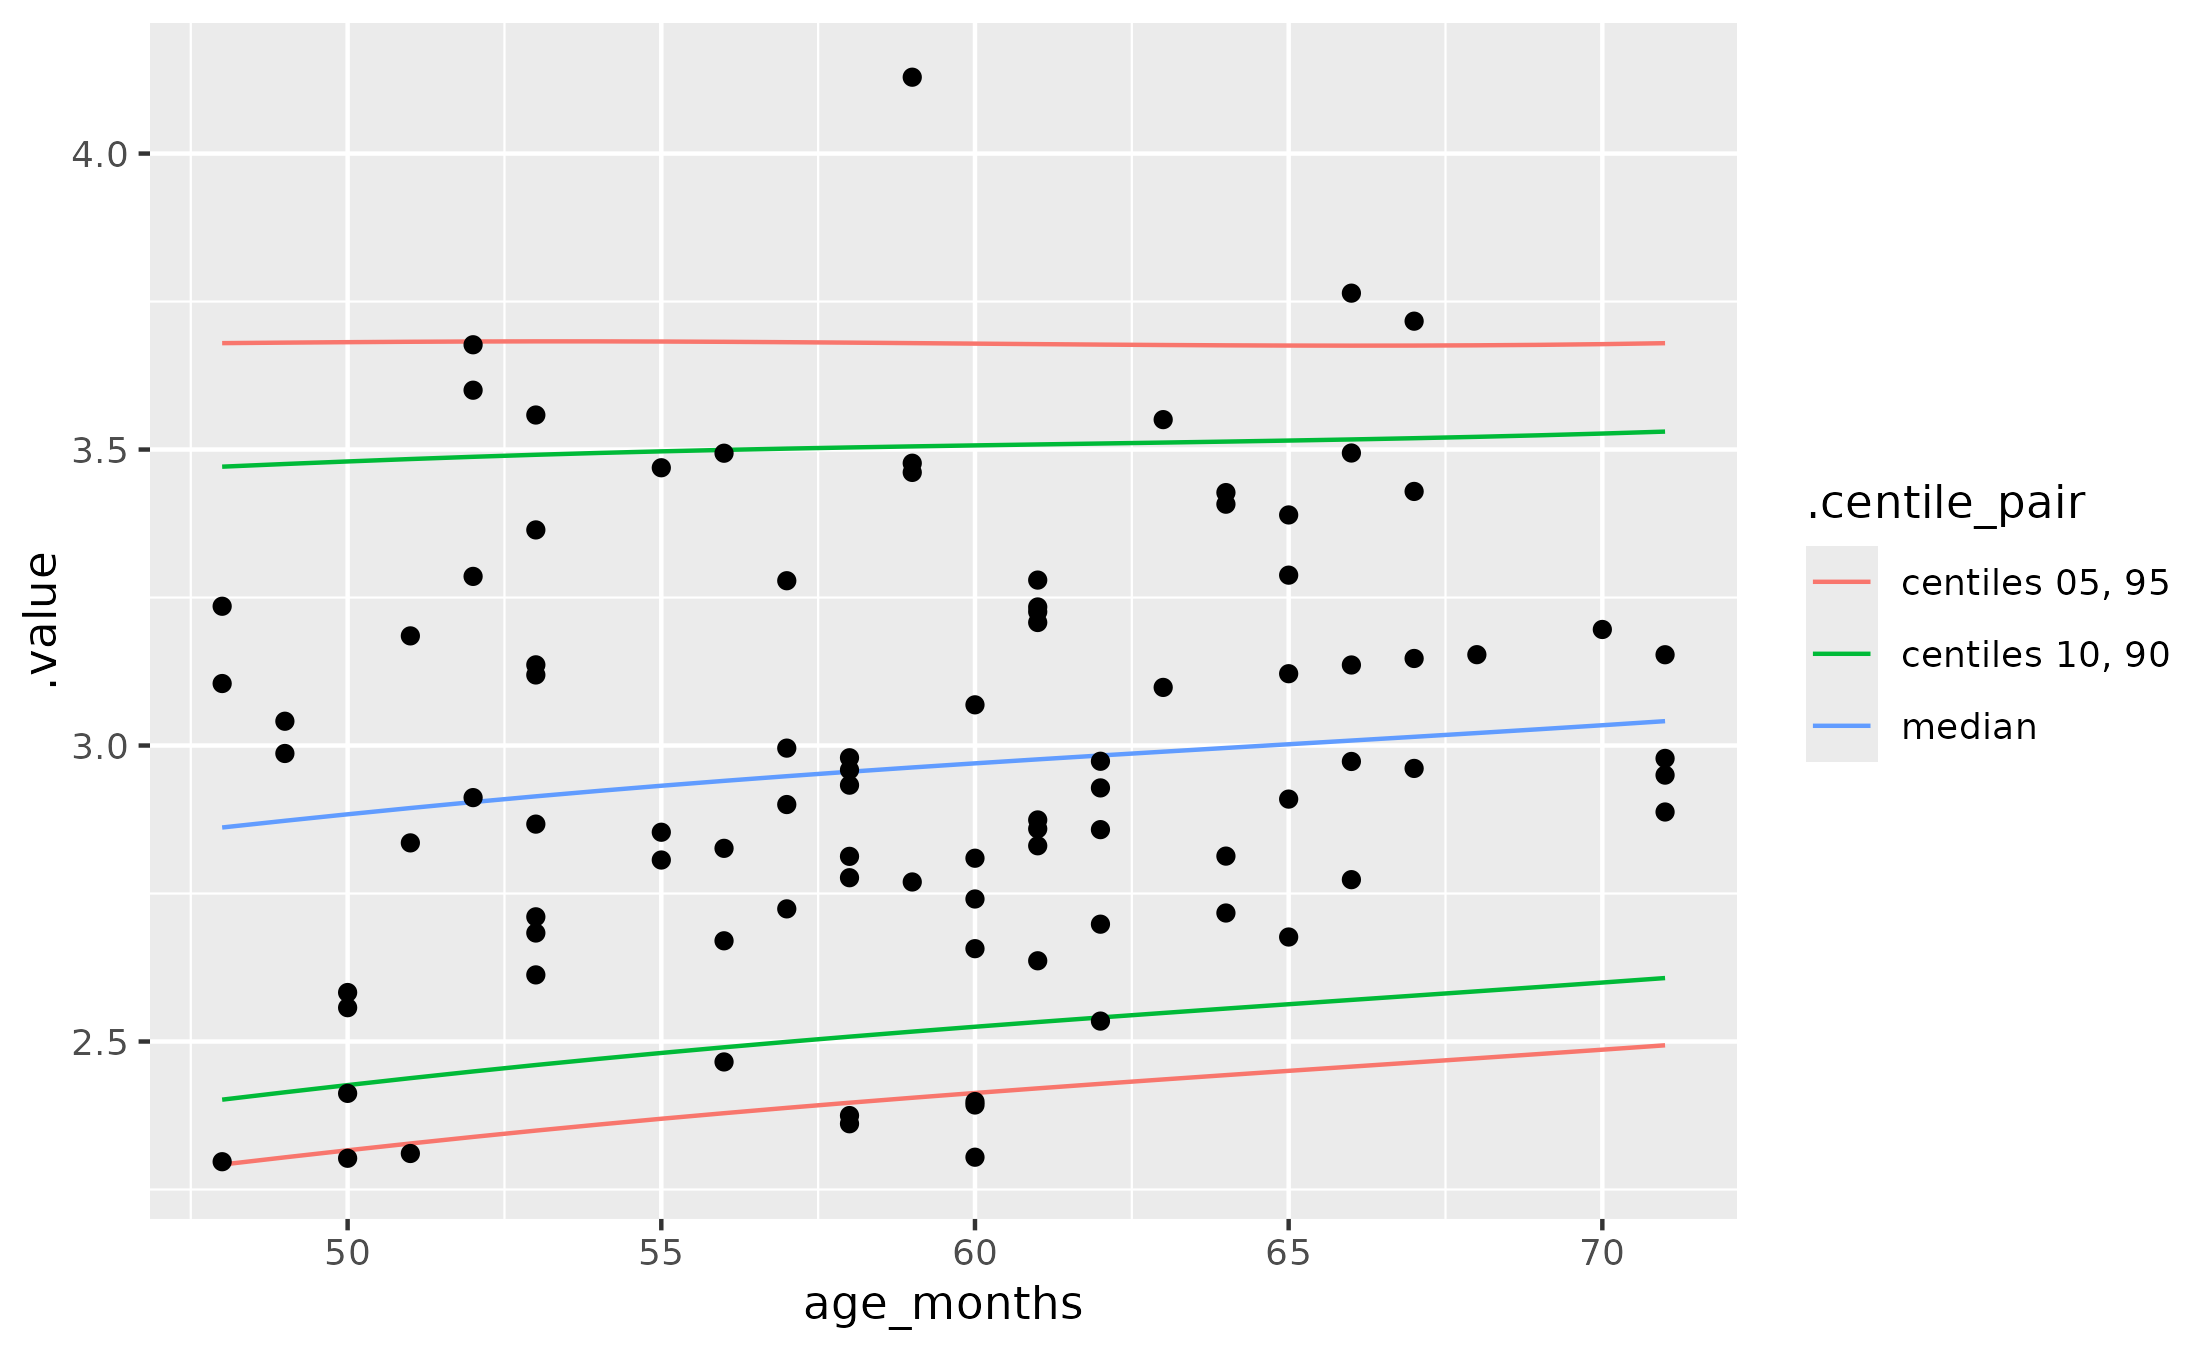 4.0
3.5
3.0
2.5
.value
50 55 60 65 70
age_months
.centile_pair
centiles 05, 95
centiles 10, 90
median